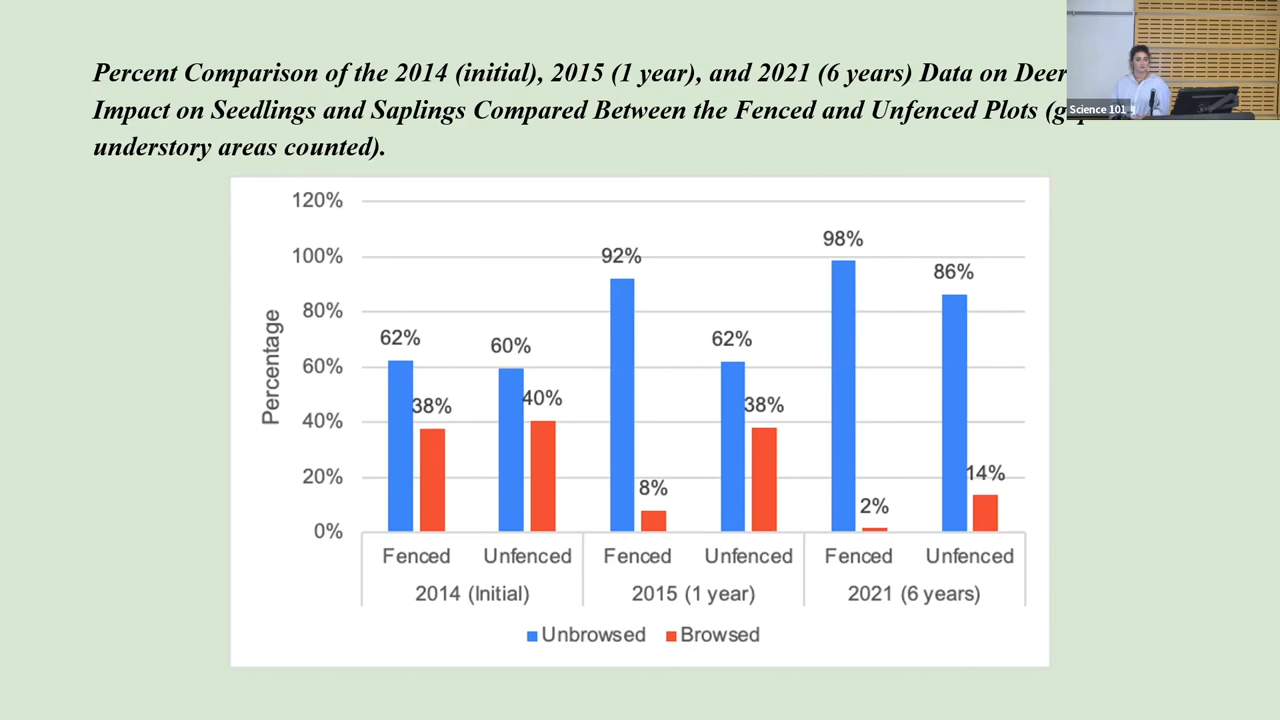 Percent Comparison of the 2014 (initial), 2015 (1 year), and 2021 (6 years) Data on Deer
Impact on Seedlings and Saplings Compared Between the Fenced and Unfenced Plots
understory areas counted).
Science 101
120%
100%
80%
60%
40%
20%
0%
Percentage
62%
38%
60%
40%
92%
8%
62%
38%
98%
2%
86%
14%
Fenced Unfenced Fenced Unfenced Fenced Unfenced
2014 (Initial) 2015 (1 year) 2021 (6 years)
Unbrowsed Browsed